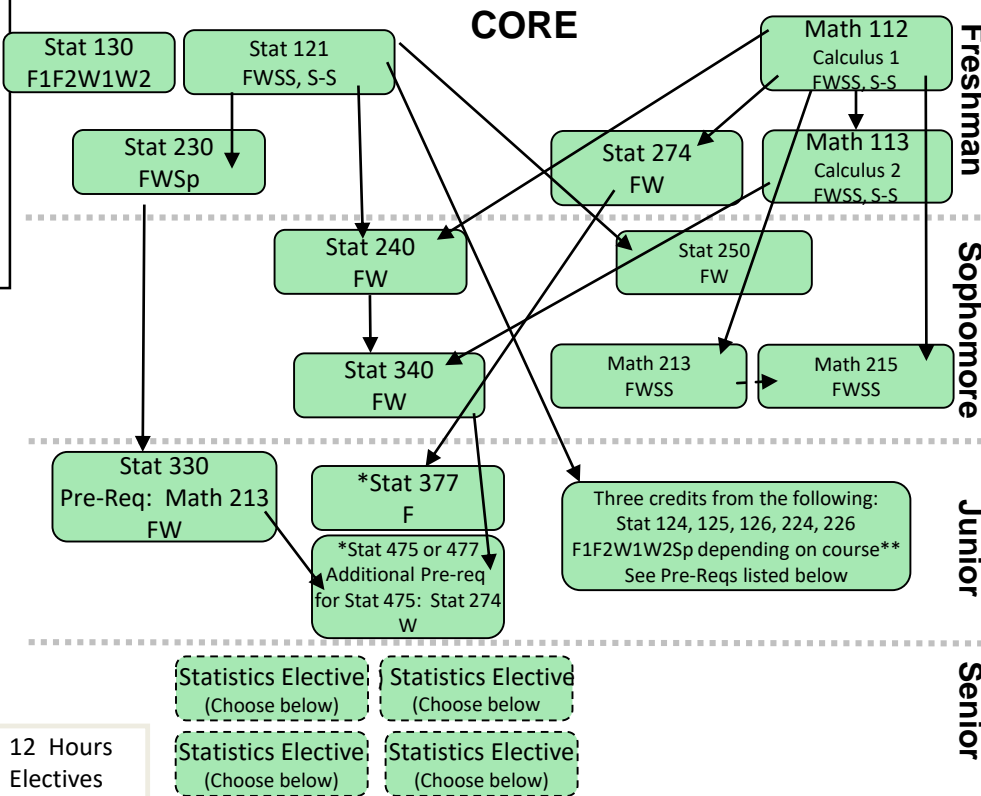 CORE
Freshman
Stat 130
F1F2W1W2
Stat 121
FWSS, S-S
Math 112
Calculus 1
FWSS, S-S
Stat 230
FWSp
Stat 274
FW
Math 113
Calculus 2
FWSS, S-S
Sophomore
Stat 240
FW
Stat 250
FW
Stat 340
FW
Math 213
FWSS
Math 215
FWSS
Junior
Stat 330
Pre-Req: Math 213
FW
*Stat 377
F
*Stat 475 or 477
Additional Pre-req
for Stat 475: Stat 274
W
Three credits from the following:
Stat 124, 125, 126, 224, 226
F1F2W1W2Sp depending on course**
See Pre-Reqs listed below
Senior
Statistics Elective
(Choose below)
Statistics Elective
(Choose below
Statistics Elective
(Choose below)
Statistics Elective
(Choose below)
12 Hours
Electives